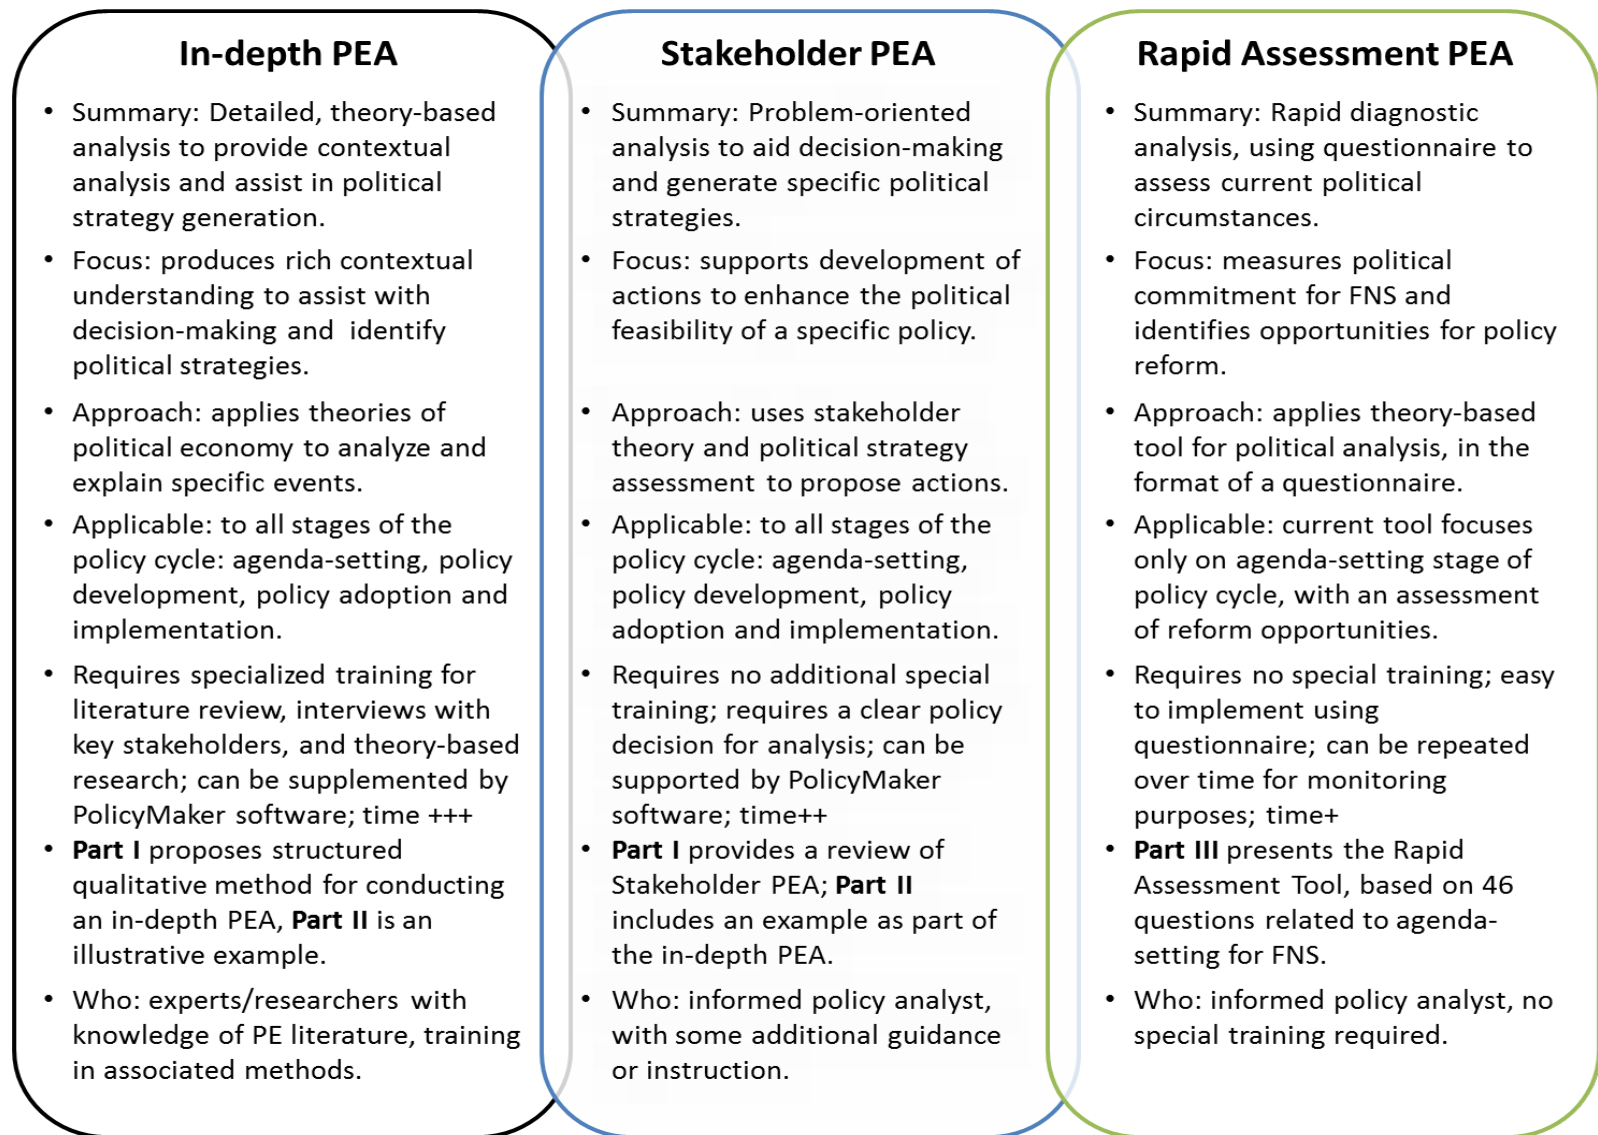 In-depth PEA
• Summary: Detailed, theory-based
analysis to provide contextual
analysis and assist in political
strategy generation.
• Focus: produces rich contextual
understanding to assist with
decision-making and identify
political strategies.
• Approach: applies theories of
political economy to analyze and
explain specific events.
• Applicable: to all stages of the
policy cycle: agenda-setting, policy
development, policy adoption and
implementation.
• Requires specialized training for
literature review, interviews with
key stakeholders, and theory-based
research; can be supplemented by
PolicyMaker software; time +++
• Part I proposes structured
qualitative method for conducting
an in-depth PEA, Part II is an
illustrative example.
• Who: experts/researchers with
knowledge of PE literature, training
in associated methods.
Stakeholder PEA
• Summary: Problem-oriented
analysis to aid decision-making
and generate specific political
strategies.
• Focus: supports development of
actions to enhance the political
feasibility of a specific policy.
• Approach: uses stakeholder
theory and political strategy
assessment to propose actions.
• Applicable: to all stages of the
policy cycle: agenda-setting,
policy development, policy
adoption and implementation.
• Requires no additional special
training; requires a clear policy
decision for analysis; can be
supported by PolicyMaker
software; time++
• Part I provides a review of
Stakeholder PEA; Part II
includes an example as part of
the in-depth PEA.
• Who: informed policy analyst,
with some additional guidance
or instruction.
Rapid Assessment PEA
• Summary: Rapid diagnostic
analysis, using questionnaire to
assess current political
circumstances.
• Focus: measures political
commitment for FNS and
identifies opportunities for policy
reform.
• Approach: applies theory-based
tool for political analysis, in the
format of a questionnaire.
• Applicable: current tool focuses
only on agenda-setting stage of
policy cycle, with an assessment
of reform opportunities.
• Requires no special training; easy
to implement using
questionnaire; can be repeated
over time for monitoring
purposes; time+
• Part III presents the Rapid
Assessment Tool, based on 46
questions related to agenda-
setting for FNS.
• Who: informed policy analyst, no
special training required.